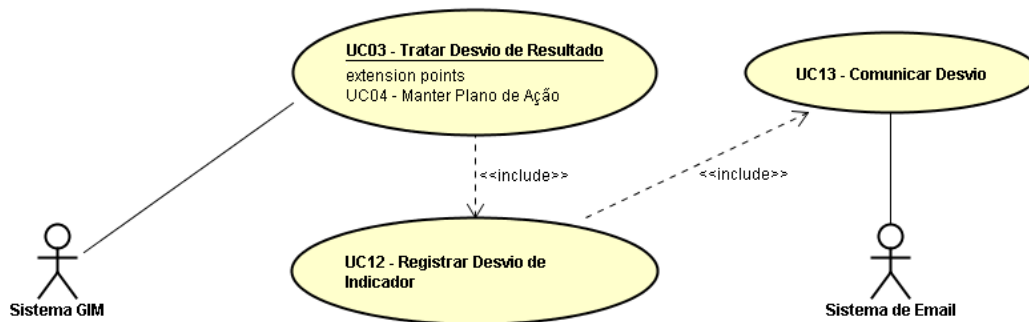 UC03 - Tratar Desvio de Resultado
extension points
UC04 - Manter Plano de Ação
UC13 - Comunicar Desvio
<<include>>
<<include>>
UC12 - Registrar Desvio de
Indicador
Sistema GIM
Sistema de Email